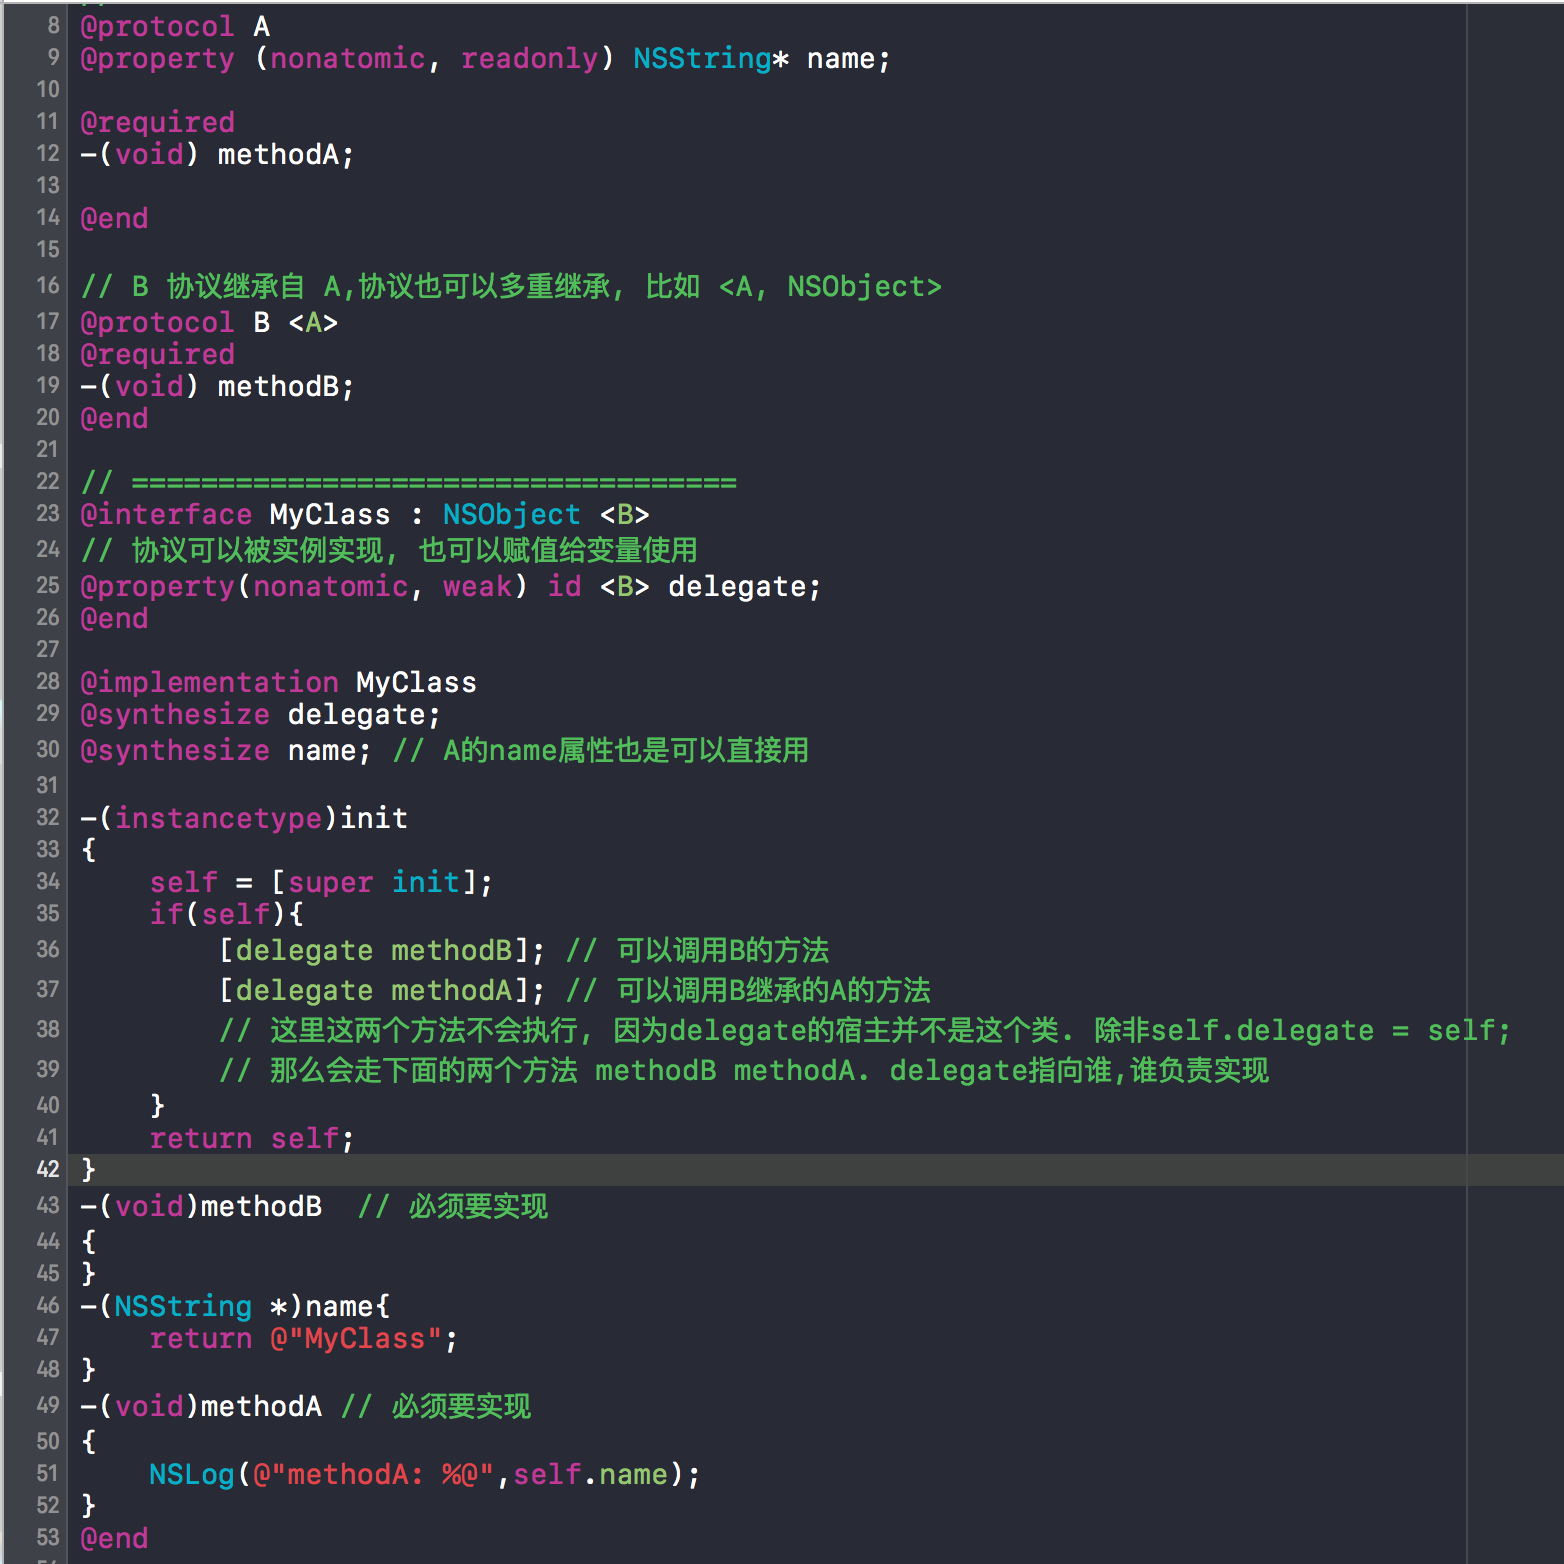 8 @protocol A
9 @property (nonatomic, readonly) NSString* name;
10
11 @required
12 -(void) methodA;
13
14 @end
15
16 // B 协议继承自 A,协议也可以多重继承, 比如 <A, NSObject>
17 @protocol B <A>
18 @required
19 -(void) methodB;
20 @end
21
22 // ===================================
23 @interface MyClass : NSObject <B>
24 // 协议可以被实例实现, 也可以赋值给变量使用
25 @property(nonatomic, weak) id <B> delegate;
26 @end
27
28 @implementation MyClass
29 @synthesize delegate;
30 @synthesize name; // A的name属性也是可以直接用
31
32 -(instancetype)init
33 {
34     self = [super init];
35     if(self){
36         [delegate methodB]; // 可以调用B的方法
37         [delegate methodA]; // 可以调用B继承的A的方法
38         // 这里这两个方法不会执行, 因为delegate的宿主并不是这个类. 除非self.delegate = self;
39         // 那么会走下面的两个方法 methodB methodA. delegate指向谁,谁负责实现
40     }
41     return self;
42 }
43 -(void)methodB  // 必须要实现
44 {
45 }
46 -(NSString *)name{
47     return @"MyClass";
48 }
49 -(void)methodA // 必须要实现
50 {
51     NSLog(@"methodA: %@",self.name);
52 }
53 @end